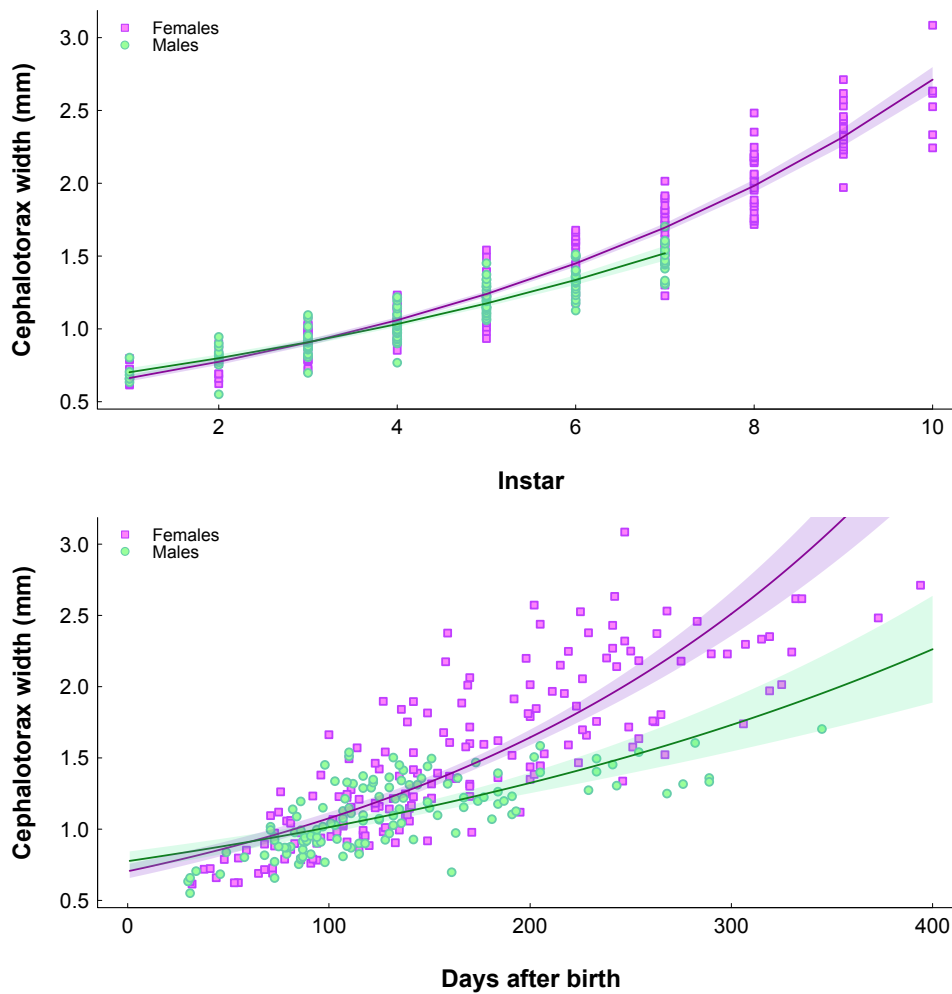 Females
Males
3.0
2.5
2.0
1.5
1.0
0.5
Cephalotorax width (mm)
2 4 6 8 10
Instar
Females
Males
3.0
2.5
2.0
1.5
1.0
0.5
Cephalotorax width (mm)
0 100 200 300 400
Days after birth